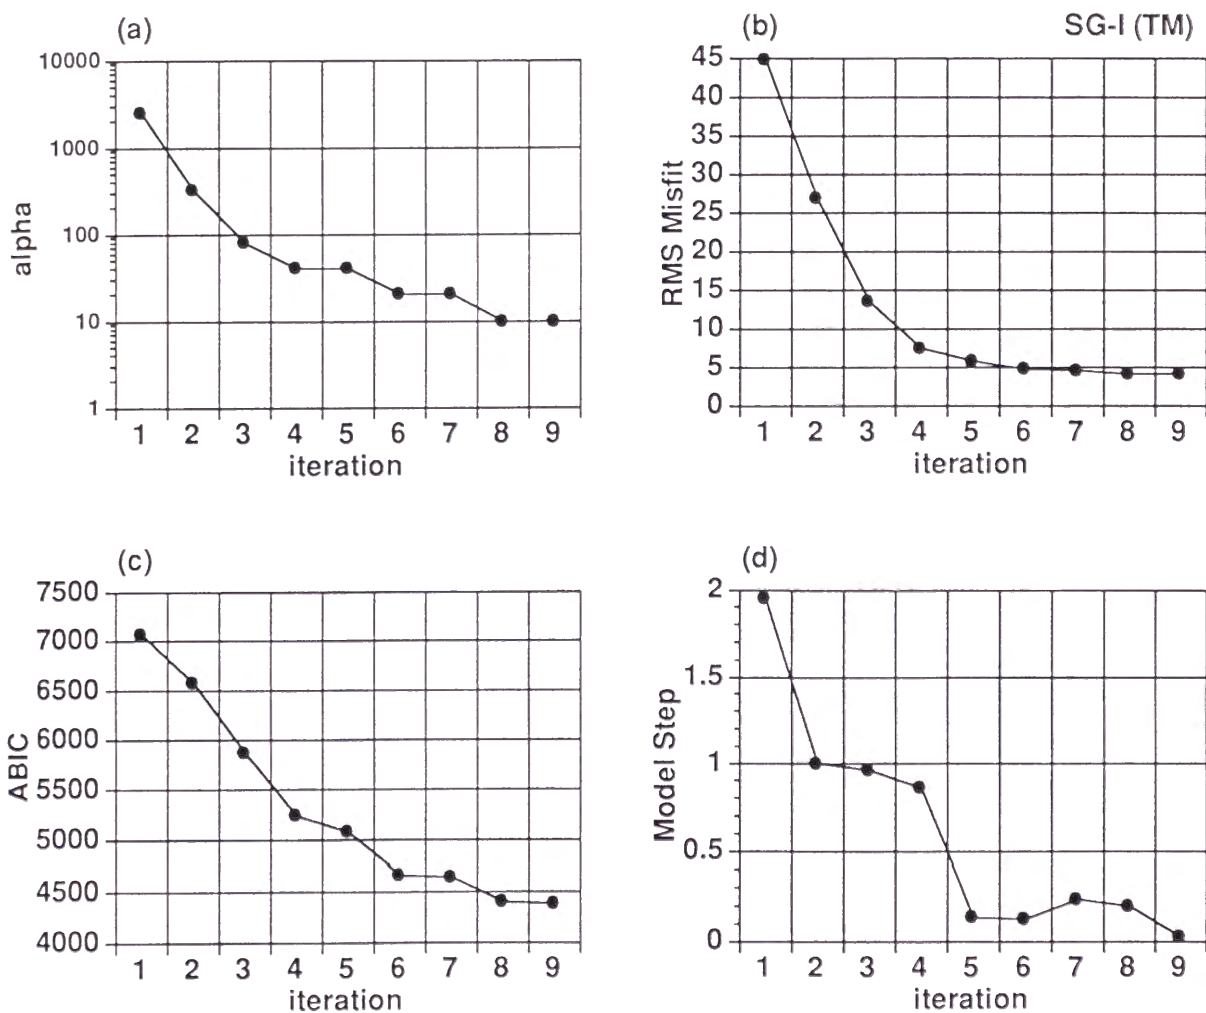 (a)
10000
1000
100
10
1
alpha
1 2 3 4 5 6 7 8 9
iteration
(b)
SG-I (TM)
45
40
35
30
25
20
15
10
5
0
RMS Misfit
1 2 3 4 5 6 7 8 9
iteration
(c)
7500
7000
6500
6000
5500
5000
4500
4000
ABIC
1 2 3 4 5 6 7 8 9
iteration
(d)
2
1.5
1
0.5
0
Model Step
1 2 3 4 5 6 7 8 9
iteration